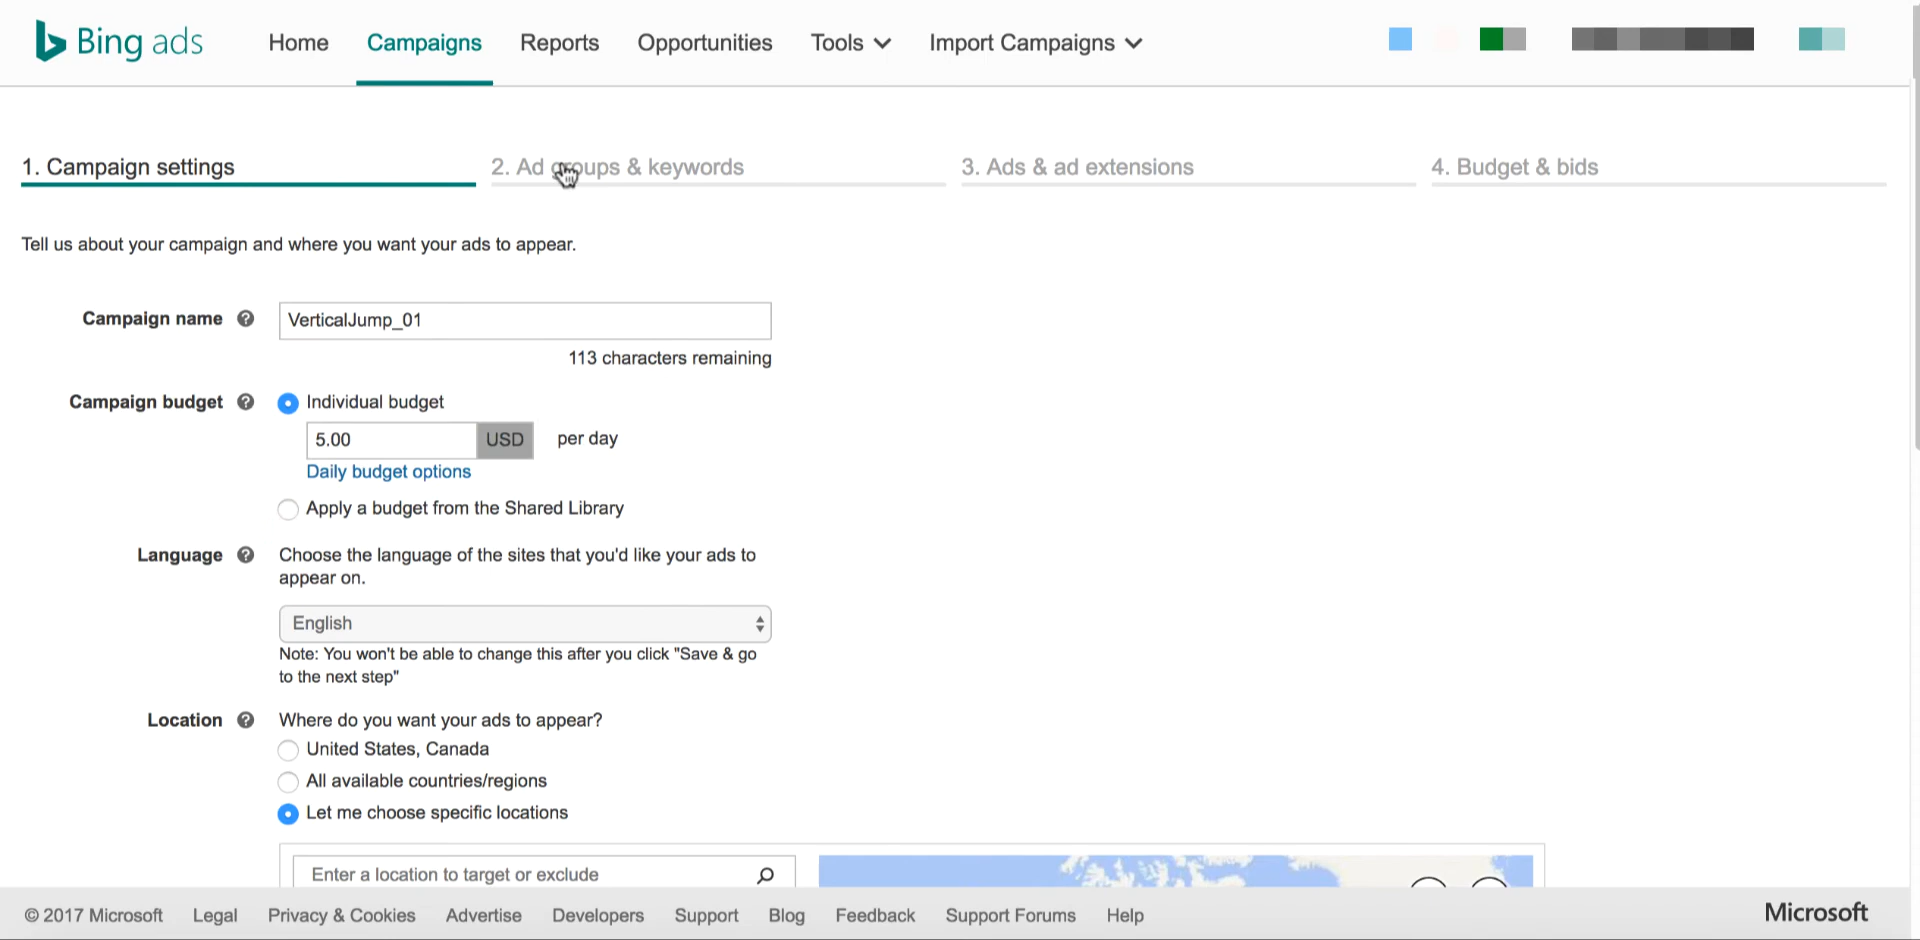 Bing ads
Home
Campaigns
Reports
Opportunities
Tools
Import Campaigns
1. Campaign settings
2. Ad groups & keywords
3. Ads & ad extensions
4. Budget & bids
Tell us about your campaign and where you want your ads to appear.
Campaign name
VerticalJump_01
113 characters remaining
Campaign budget
Individual budget
5.00 USD per day
Daily budget options
Apply a budget from the Shared Library
Language
Choose the language of the sites that you'd like your ads to
appear on.
English
Note: You won't be able to change this after you click "Save & go
to the next step"
Location
Where do you want your ads to appear?
United States, Canada
All available countries/regions
Let me choose specific locations
Enter a location to target or exclude
© 2017 Microsoft
Legal
Privacy & Cookies
Advertise
Developers
Support
Blog
Feedback
Support Forums
Help
Microsoft